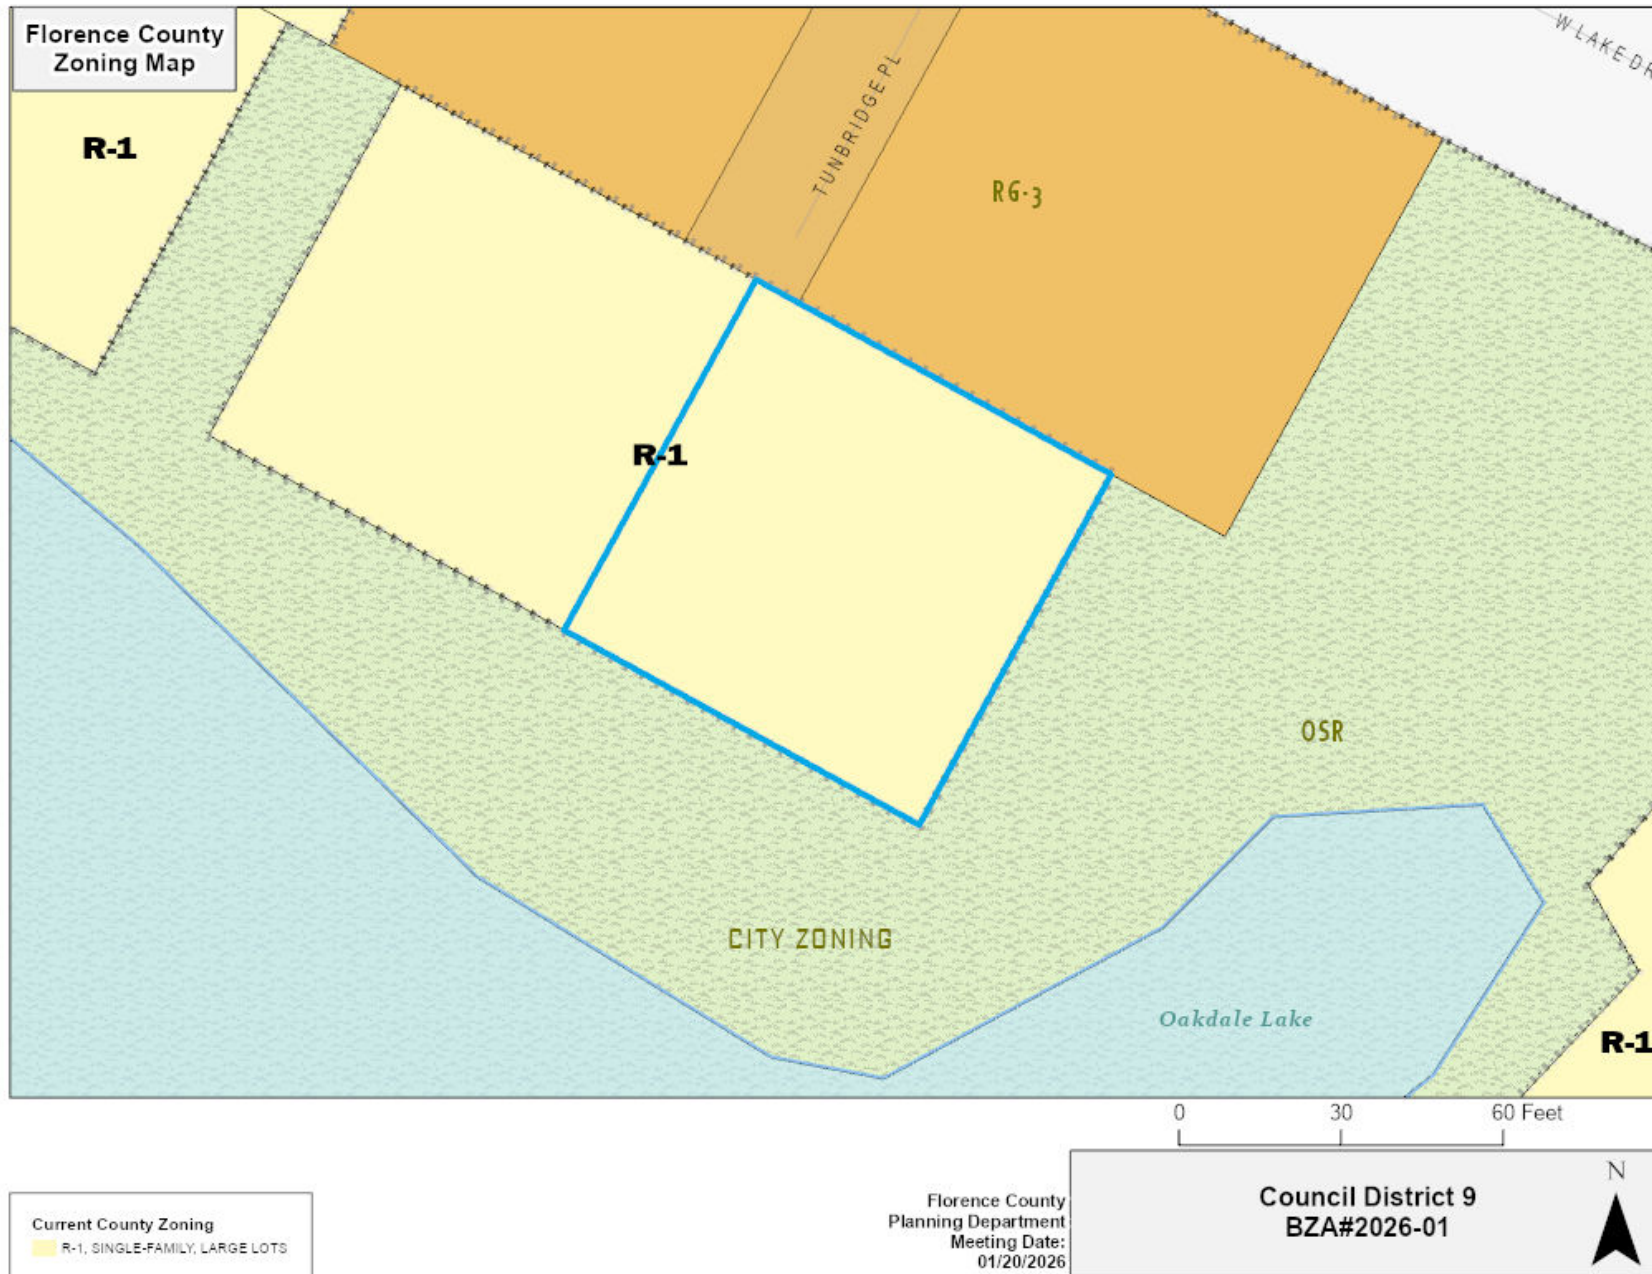 Florence County
Zoning Map
W LAKE DR
TUNBRIDGE PL
R-1
RG-3
R-1
OSR
CITY ZONING
Oakdale Lake
R-1
0 30 60 Feet
Current County Zoning
R-1, SINGLE-FAMILY, LARGE LOTS
Florence County
Planning Department
Meeting Date:
01/20/2026
Council District 9
BZA#2026-01
N